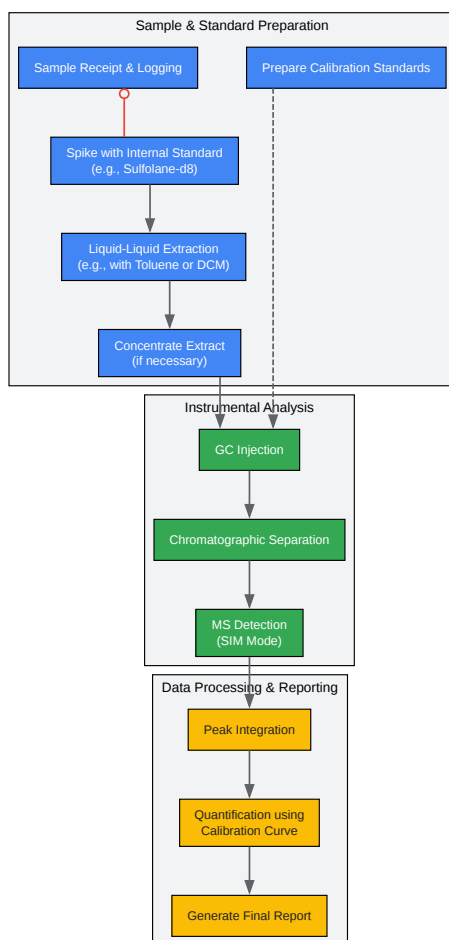 Sample & Standard Preparation
Sample Receipt & Logging
Prepare Calibration Standards
Spike with Internal Standard
(e.g., Sulfolane-d8)
Liquid-Liquid Extraction
(e.g., with Toluene or DCM)
Concentrate Extract
(if necessary)
Instrumental Analysis
GC Injection
Chromatographic Separation
MS Detection
(SIM Mode)
Data Processing & Reporting
Peak Integration
Quantification using
Calibration Curve
Generate Final Report